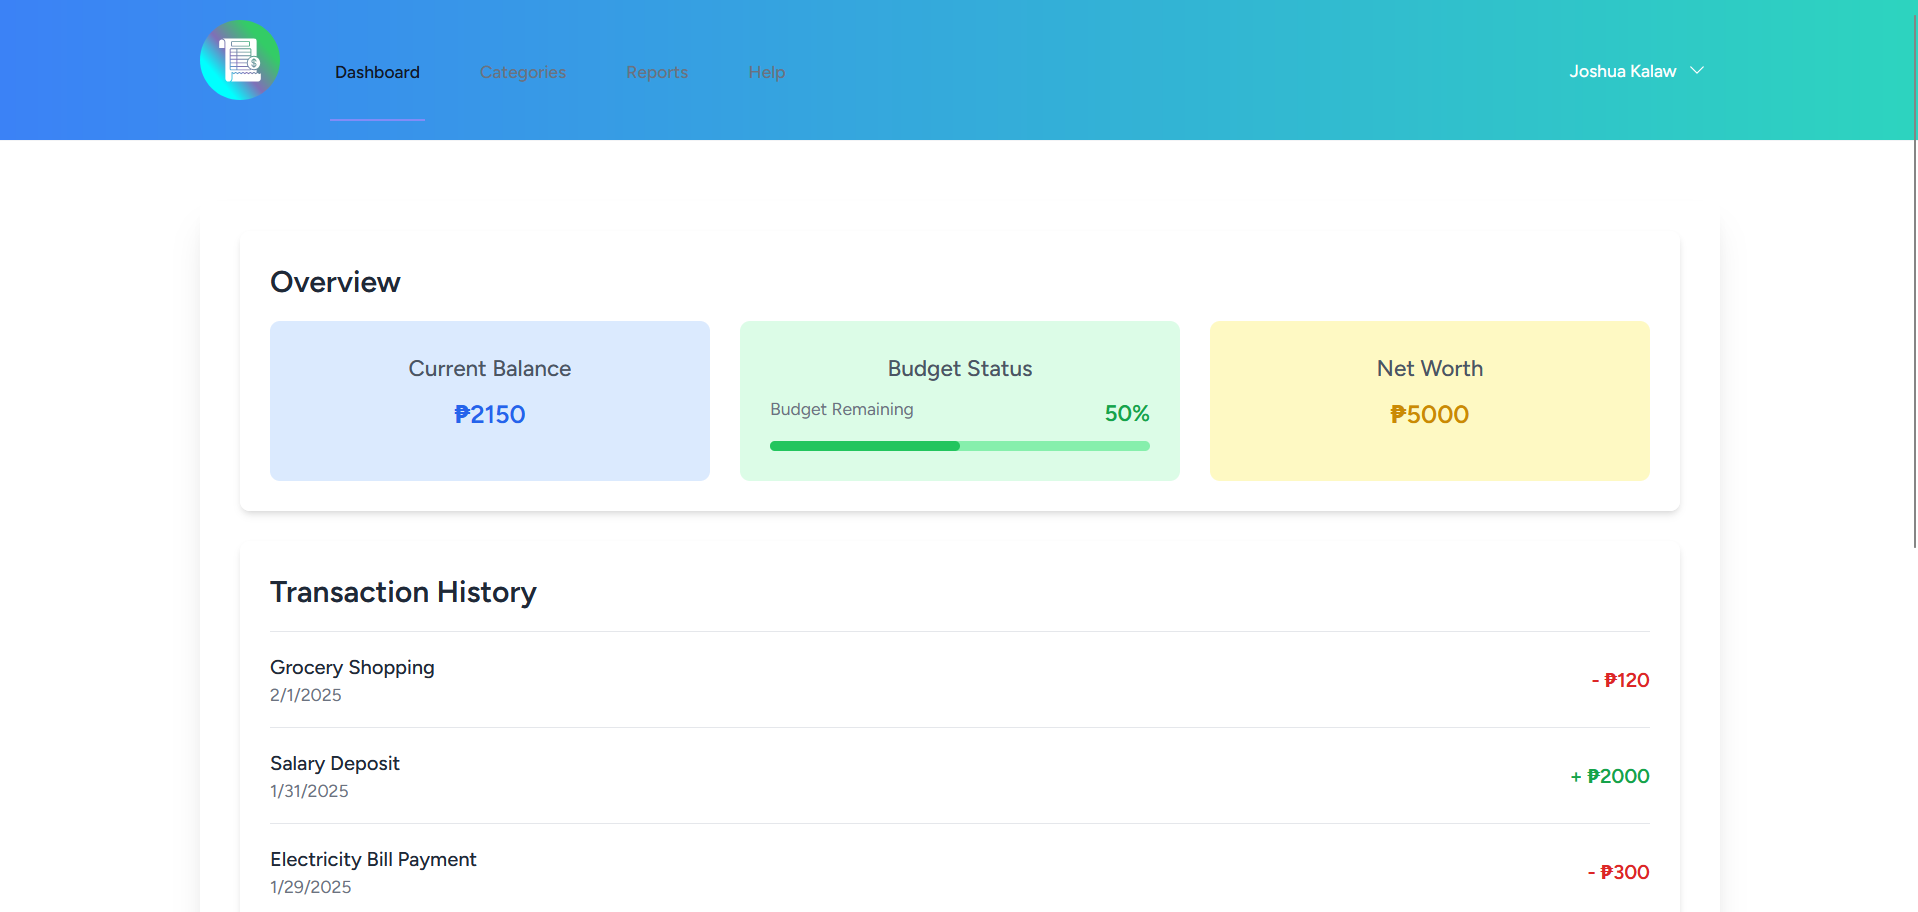 Dashboard Categories Reports Help Joshua Kalaw
Overview
Current Balance
₱2150
Budget Status
Budget Remaining 50%
Net Worth
₱5000
Transaction History
Grocery Shopping
2/1/2025
- ₱120
Salary Deposit
1/31/2025
+ ₱2000
Electricity Bill Payment
1/29/2025
- ₱300